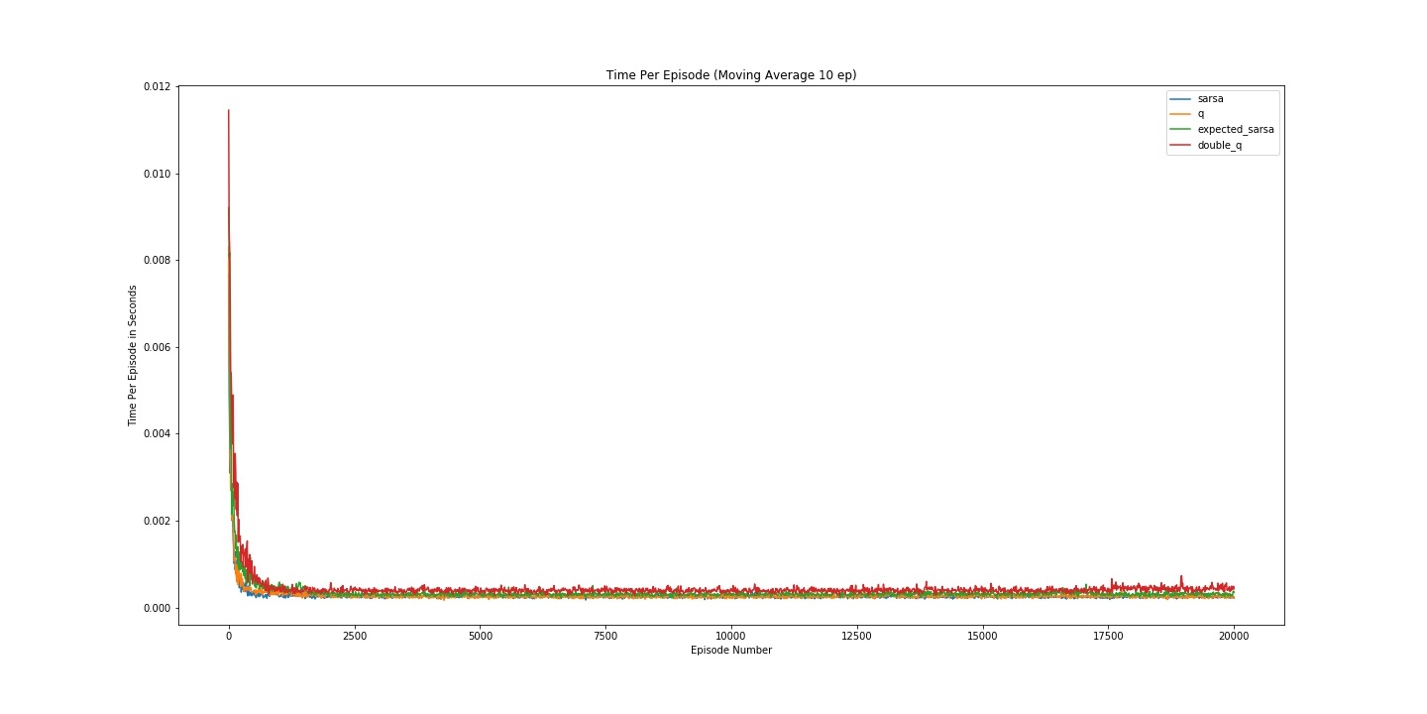 Time Per Episode (Moving Average 10 ep)
0.012
0.010
0.008
0.006
0.004
0.002
0.000
Time Per Episode in Seconds
sarsa
q
expected_sarsa
double_q
0 2500 5000 7500 10000 12500 15000 17500 20000
Episode Number